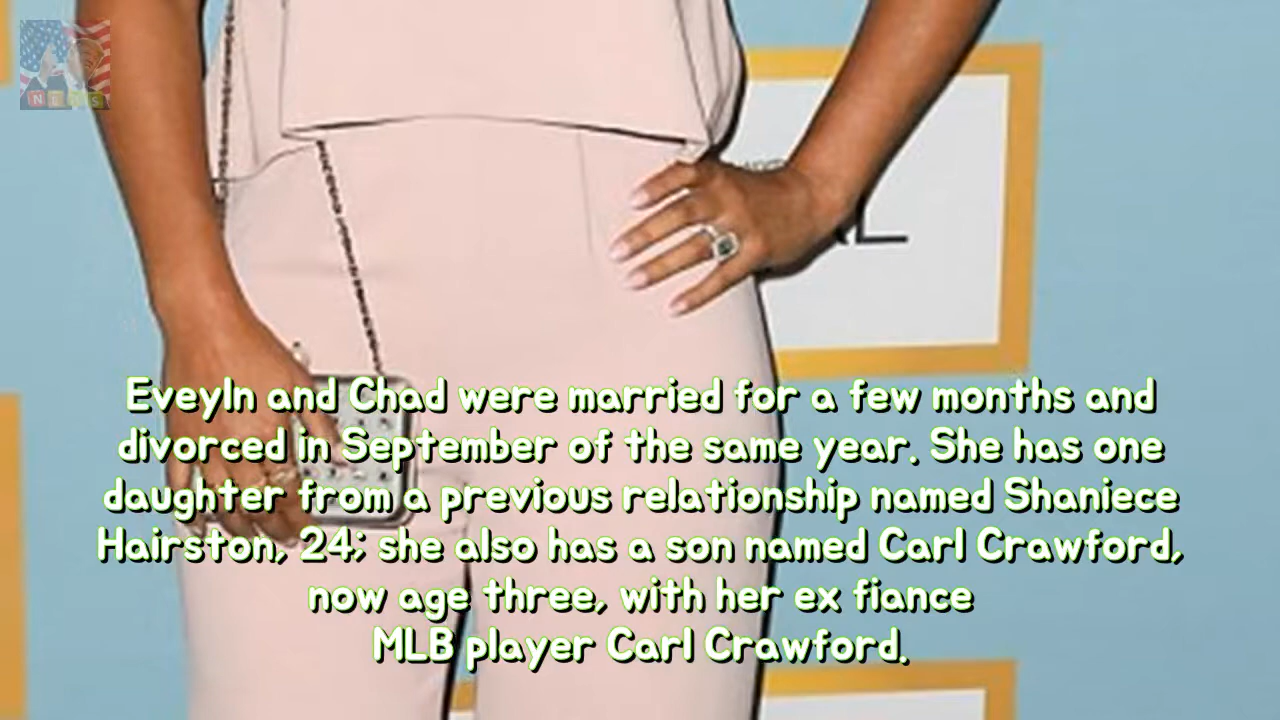 NEWS
EveyIn and Chad were married for a few months and
divorced in September of the same year. She has one
daughter from a previous relationship named Shaniece
Hairston, 24; she also has a son named Carl Crawford,
now age three, with her ex fiance
MLB player Carl Crawford.